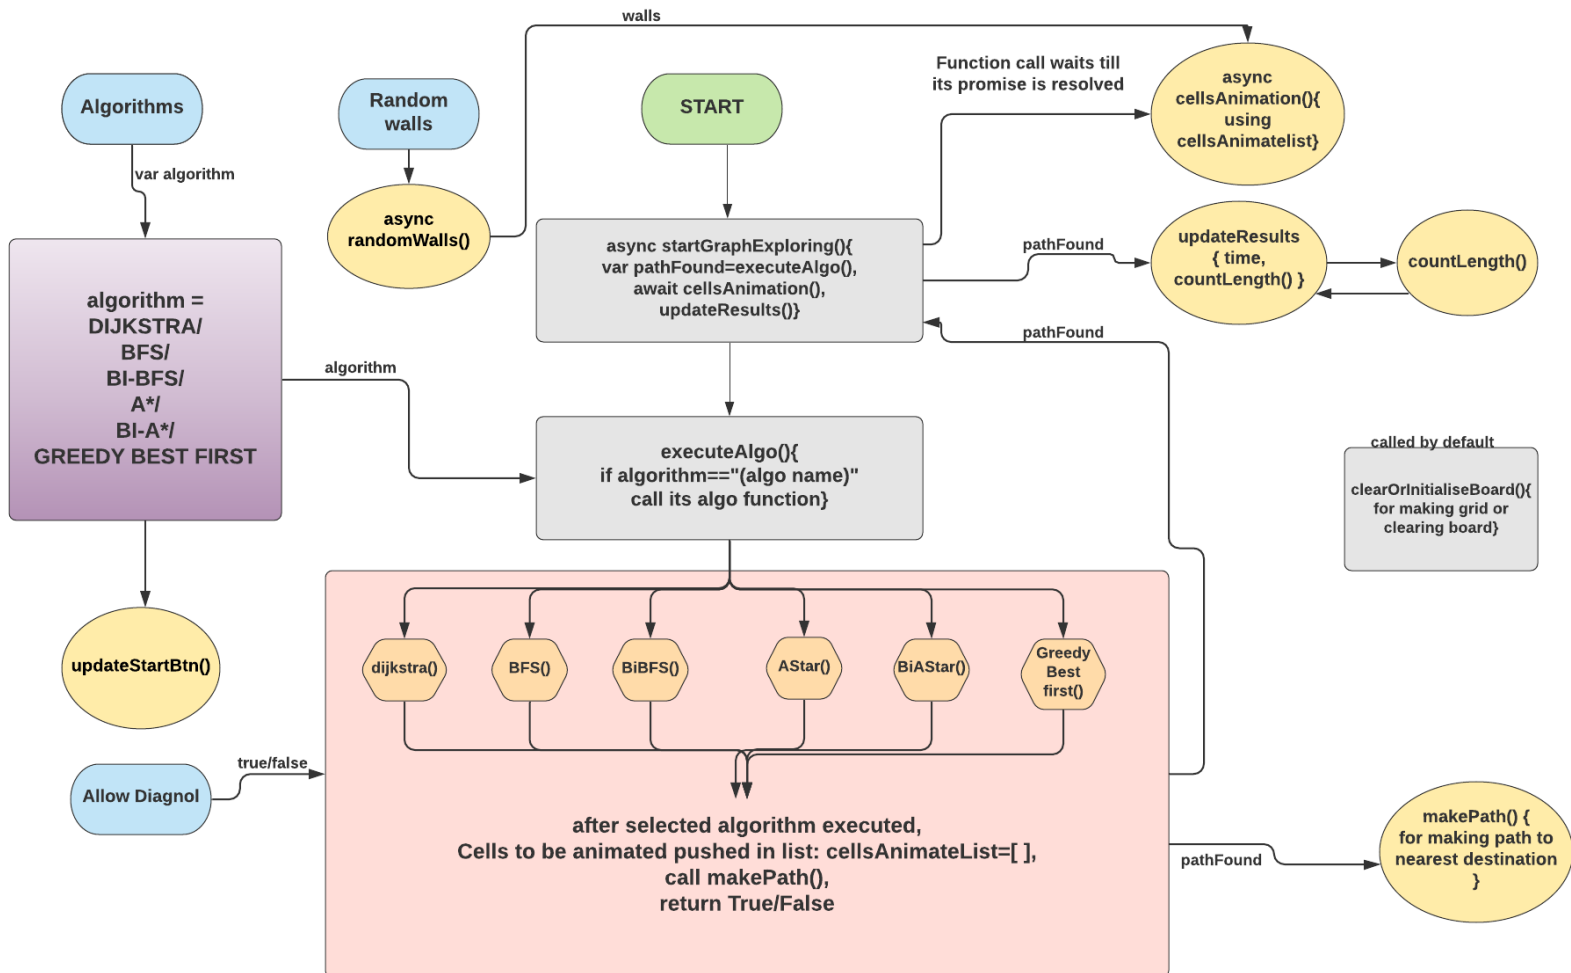 walls
Function call waits till
its promise is resolved
async
cellsAnimation(){
using
cellsAnimatelist}
Algorithms
Random
walls
START
var algorithm
async
randomWalls()
async startGraphExploring(){
var pathFound=executeAlgo(),
await cellsAnimation(),
updateResults()}
pathFound
updateResults
{ time,
countLength() }
countLength()
pathFound
algorithm =
DIJKSTRA/
BFS/
BI-BFS/
A*/
BI-A*/
GREEDY BEST FIRST
algorithm
executeAlgo(){
if algorithm=="(algo name)"
call its algo function}
called by default
clearOrInitialiseBoard(){
for making grid or
clearing board}
updateStartBtn()
dijkstra()
BFS()
BiBFS()
AStar()
BiAStar()
Greedy
Best
first()
true/false
Allow Diagnol
after selected algorithm executed,
Cells to be animated pushed in list: cellsAnimateList=[ ],
call makePath(),
return True/False
pathFound
makePath() {
for making path to
nearest destination
}